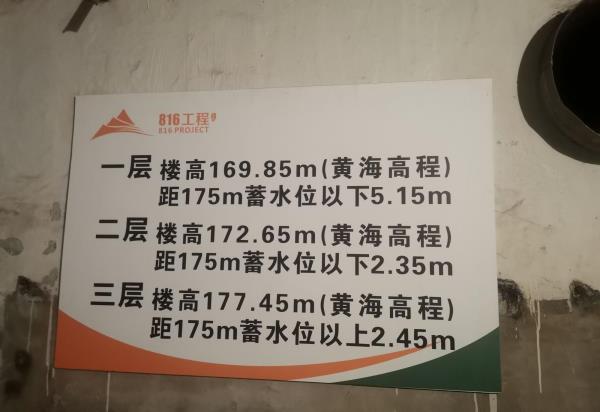 816工程
816 PROJECT
一层 楼高169.85m(黄海高程)
距175m蓄水位以下5.15m
二层 楼高172.65m(黄海高程)
距175m蓄水位以下2.35m
三层 楼高177.45m(黄海高程)
距175m蓄水位以上2.45m